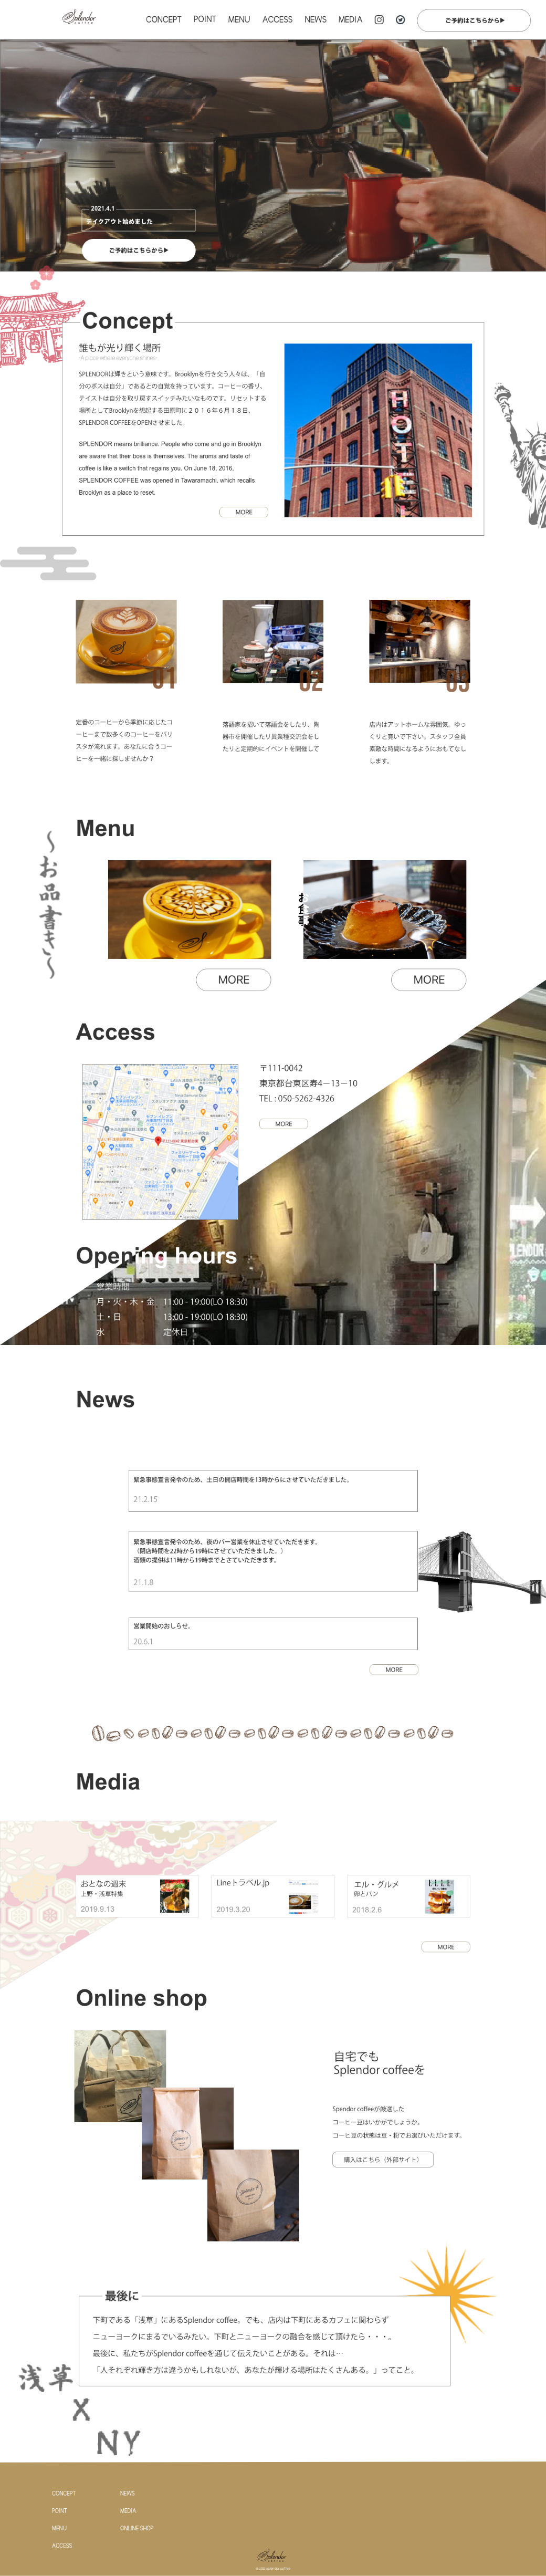 Splendor
COFFEE
CONCEPT POINT MENU ACCESS NEWS MEDIA
ご予約はこちらから▶
2021.4.1
テイクアウト始めました
ご予約はこちらから▶
Concept
誰もが光り輝く場所
-A place where everyone shines-
SPLENDORは輝きという意味です。Brooklynを行き交う人々は、「自
分のボスは自分」であるとの自覚を持っています。コーヒーの香り、
テイストは自分を取り戻すスイッチみたいなものです。リセットする
場所としてBrooklynを想起する田原町に２０１６年６月１８日、
SPLENDOR COFFEEをOPENさせました。
SPLENDOR means brilliance. People who come and go in Brooklyn
are aware that their boss is themselves. The aroma and taste of
coffee is like a switch that regains you. On June 18, 2016,
SPLENDOR COFFEE was opened in Tawaramachi, which recalls
Brooklyn as a place to reset.
MORE
HOTEL
01
02
03
定番のコーヒーから季節に応じたコ
ーヒーまで数多くのコーヒーをバリ
スタが淹れます。あなたに合うコー
ヒーを一緒に探しませんか？
落語家を招いて落語会をしたり、陶
器市を開催したり異業種交流会をし
たりと定期的にイベントを開催して
店内はアットホームな雰囲気。ゆっ
くりと寛いで下さい。スタッフ全員
素敵な時間になるようにおもてなし
します。
Menu
〜お品書き〜
MORE
MORE
Access
〒111-0042
東京都台東区寿4ー13ー10
TEL : 050-5262-4326
MORE
Opening hours
営業時間
月・火・木・金 11:00 - 19:00(LO 18:30)
土・日 13:00 - 19:00(LO 18:30)
水 定休日
News
緊急事態宣言発令のため、土日の開店時間を13時からにさせていただきました。
21.2.15
緊急事態宣言発令のため、夜のバー営業を休止させていただきます。
（閉店時間を22時から19時にさせていただきました。）
酒類の提供は11時から19時までとさていただきます。
21.1.8
営業開始のおしらせ。
20.6.1
MORE
Media
おとなの週末
上野・浅草特集
2019.9.13
Lineトラベル.jp
2019.3.20
エル・グルメ
卵とパン
2018.2.6
MORE
Online shop
自宅でも
Splendor coffeeを
Spendor coffeeが厳選した
コーヒー豆はいかがでしょうか。
コーヒ豆の状態は豆・粉でお選びいただけます。
購入はこちら（外部サイト）
最後に
下町である「浅草」にあるSplendor coffee。でも、店内は下町にあるカフェに関わらず
ニューヨークにまるでいるみたい。下町とニューヨークの融合を感じて頂けたら・・・。
最後に、私たちがSplendor coffeeを通じて伝えたいことがある。それは…
「人それぞれ輝き方は違うかもしれないが、あなたが輝ける場所はたくさんある。」ってこと。
浅草
X
NY
CONCEPT
POINT
MENU
ACCESS
NEWS
MEDIA
ONLINE SHOP
Splendor
COFFEE